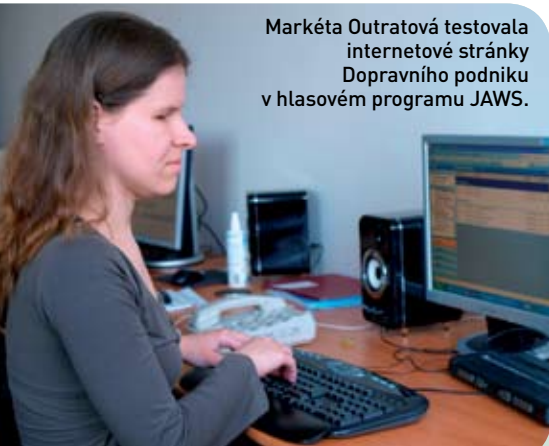 Markéta Outratová testovala
internetové stránky
Dopravního podniku
v hlasovém programu JAWS.